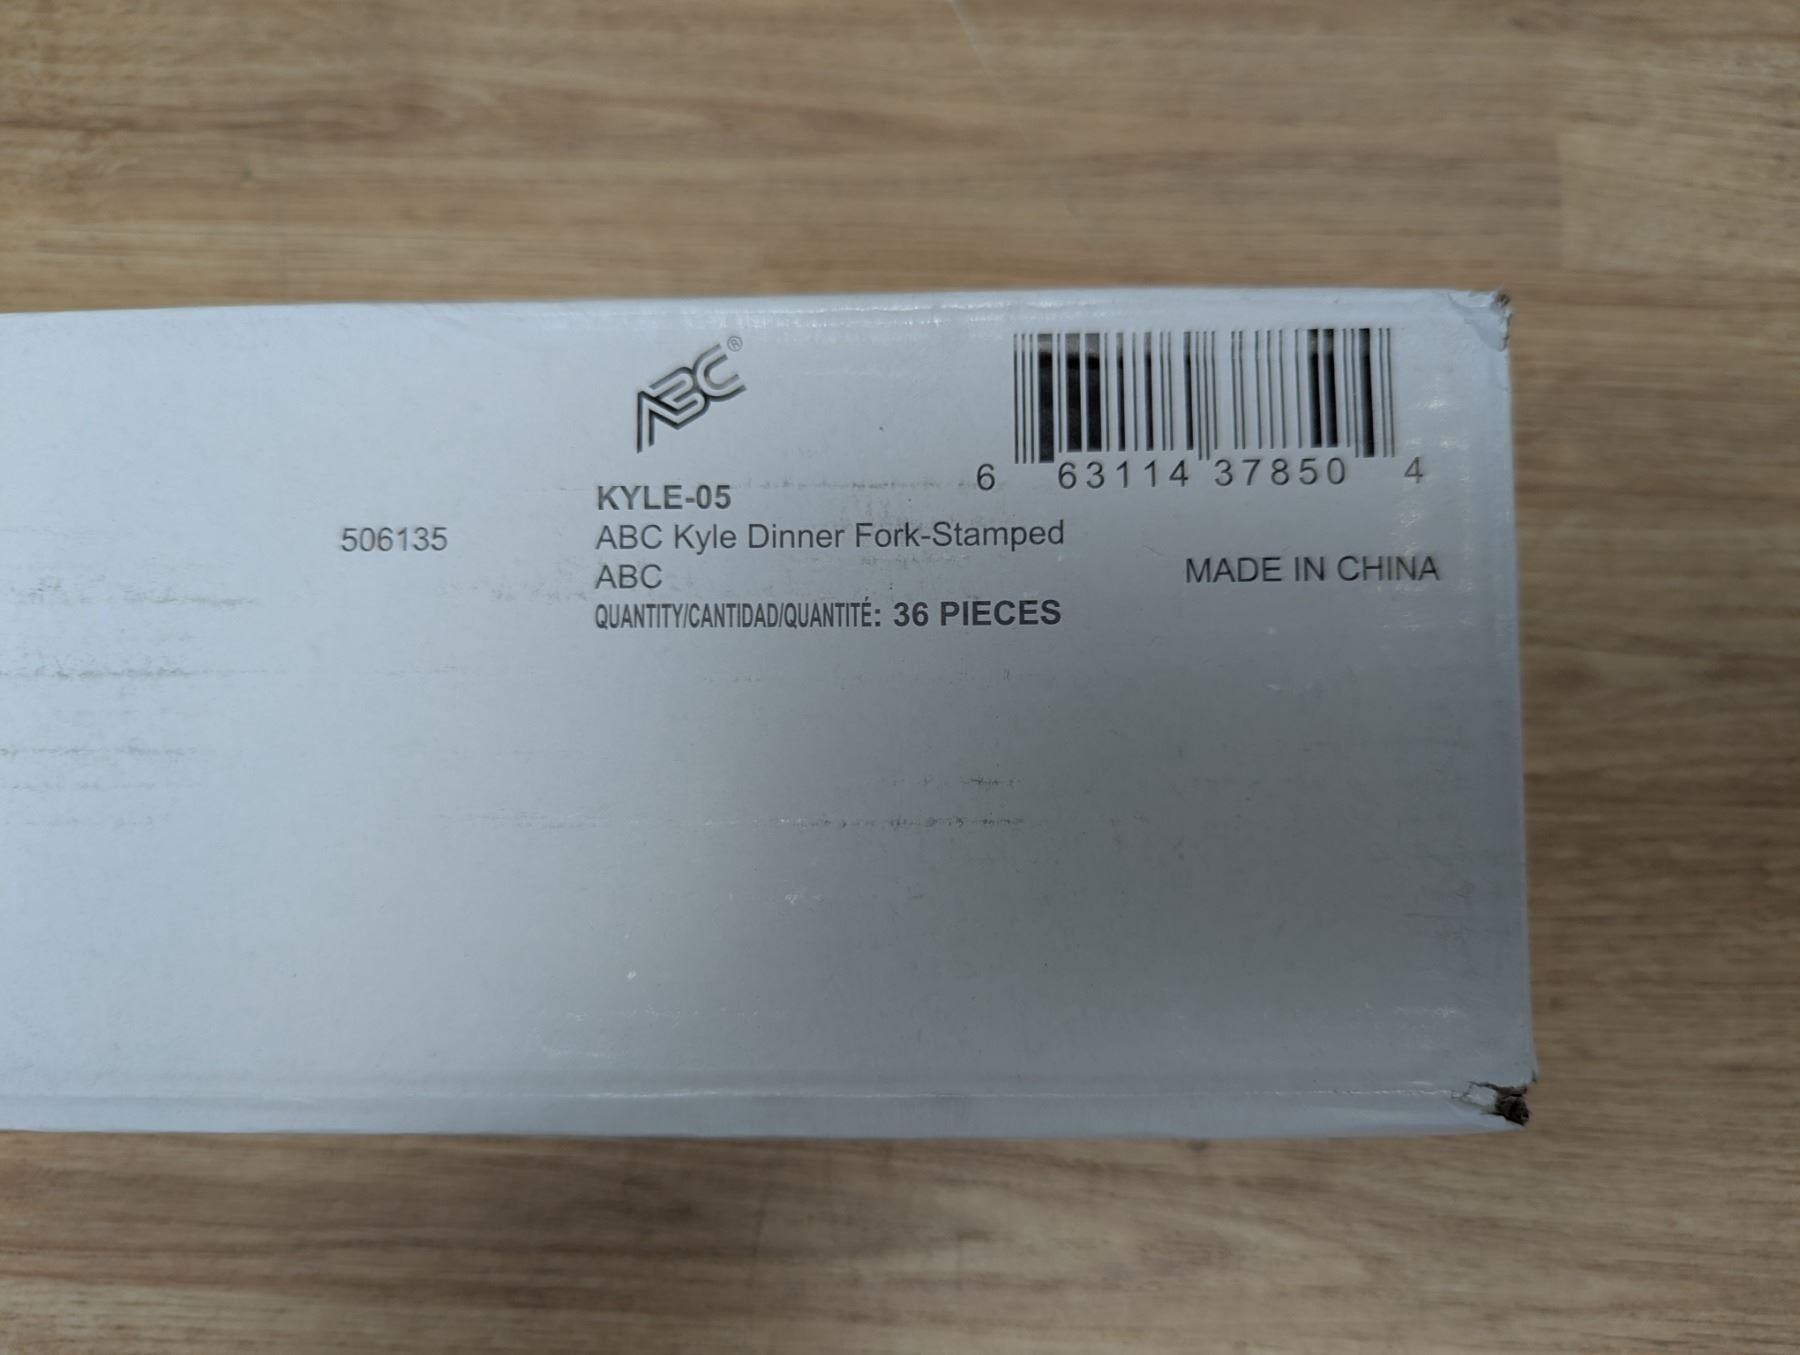 ABC®
6 63114 37850 4
KYLE-05
506135
ABC Kyle Dinner Fork-Stamped
ABC
MADE IN CHINA
QUANTITY/CANTIDAD/QUANTITÉ: 36 PIECES